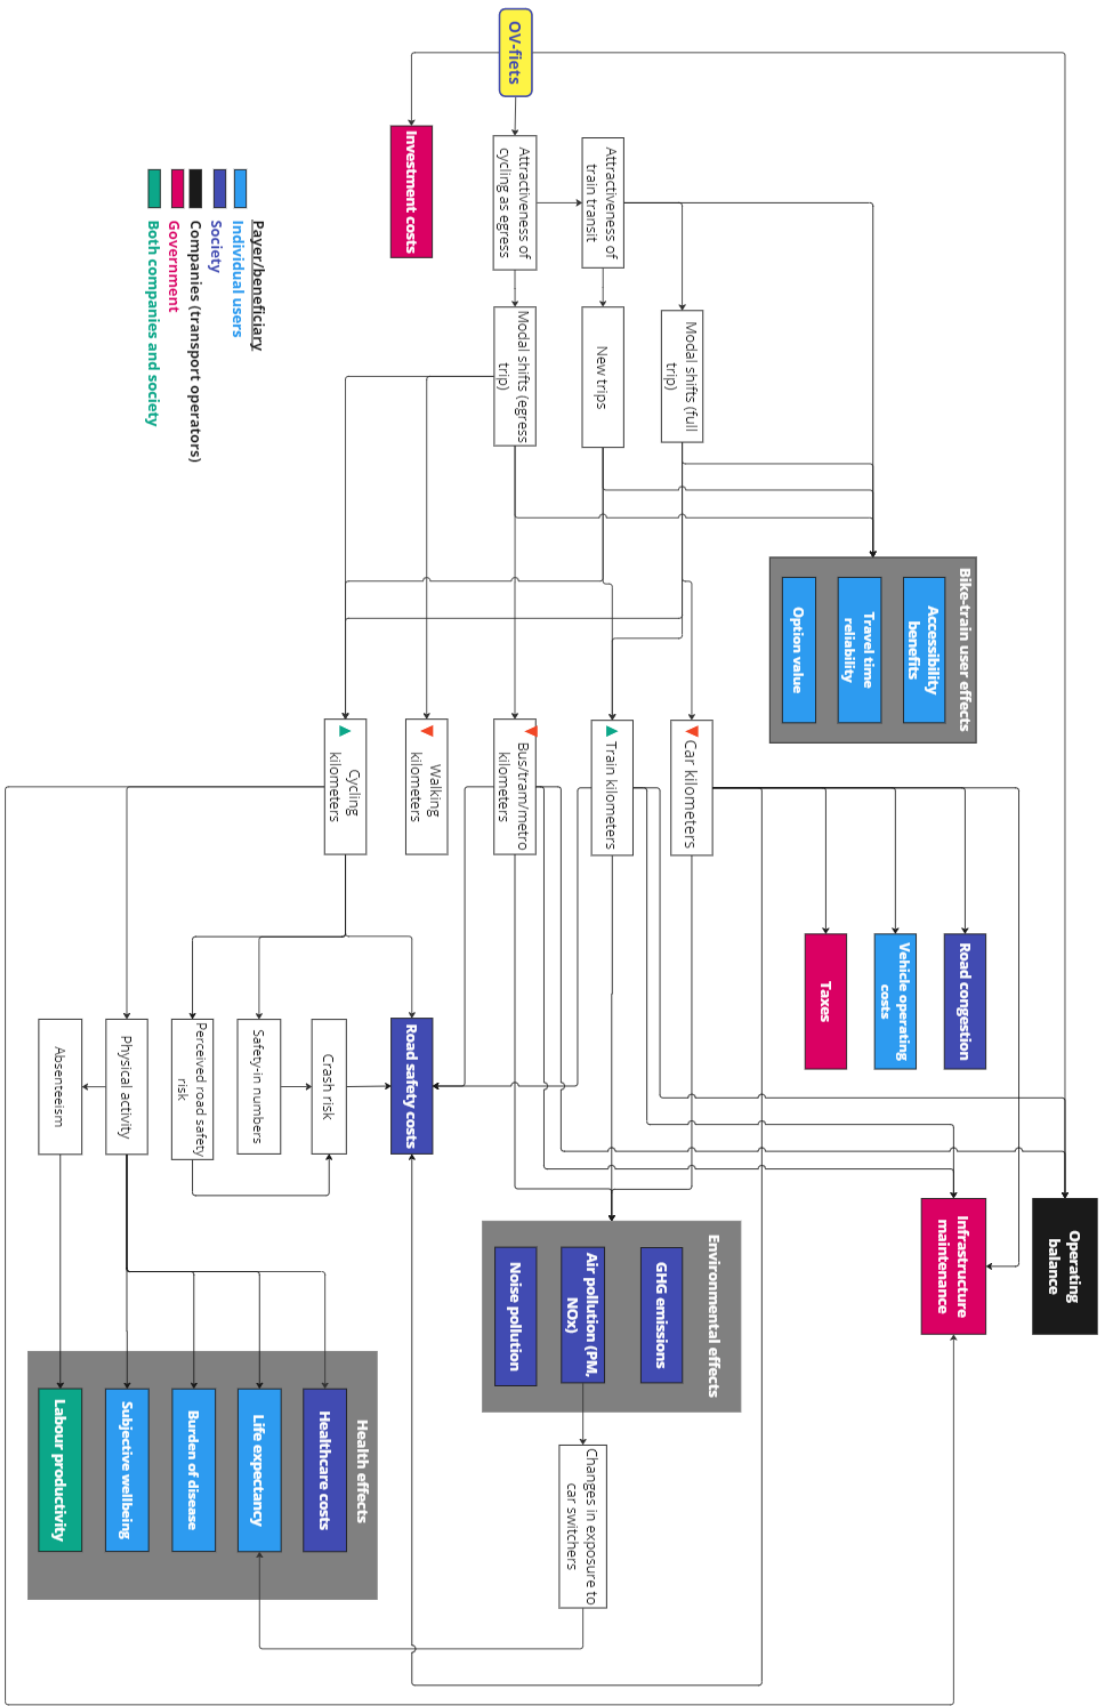 OV-fiets
Investment costs
Attractiveness of
cycling as egress
Attractiveness of
train transit
Modal shifts (full
trip)
New trips
Modal shifts (egress
trip)
Bike-train user effects
Accessibility
benefits
Travel time
reliability
Option value
Car kilometers
Train kilometers
Bus/tram/metro
kilometers
Walking
kilometers
Cycling
kilometers
Road congestion
Vehicle operating
costs
Taxes
Road safety costs
Crash risk
Safety-in numbers
Perceived road safety
risk
Physical activity
Absenteeism
Operating
balance
Infrastructure
maintenance
Environmental effects
GHG emissions
Air pollution (PM,
NOx)
Noise pollution
Changes in exposure to
car switchers
Health effects
Healthcare costs
Life expectancy
Burden of disease
Subjective wellbeing
Labour productivity
Payer/beneficiary
Individual users
Society
Companies (transport operators)
Government
Both companies and society